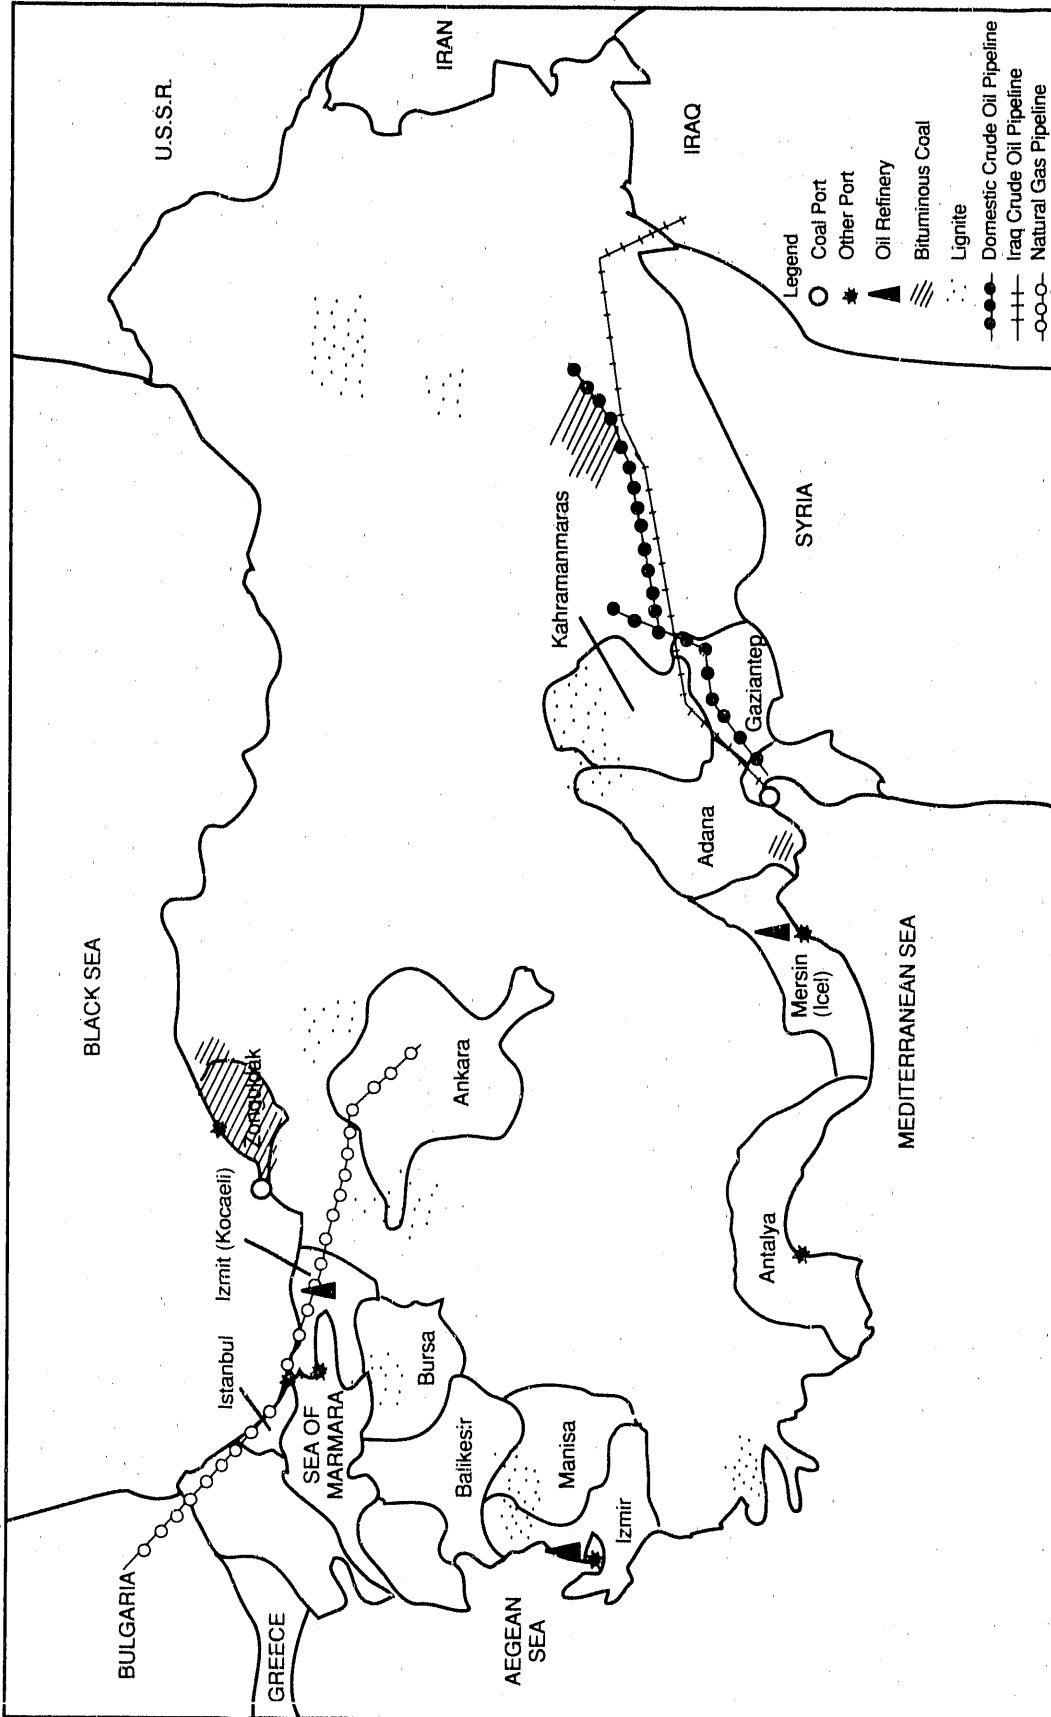 BULGARIA
GREECE
BLACK SEA
U.S.S.R.
IRAN
IRAQ
SYRIA
MEDITERRANEAN SEA
AEGEAN
SEA
SEA OF
MARMARA
Istanbul
Izmit (Kocaeli)
Zonguldak
Ankara
Bursa
Balikesir
Manisa
Izmir
Antalya
Mersin
(Icel)
Adana
Kahramanmaras
Gaziantep
Legend
Coal Port
Other Port
Oil Refinery
Bituminous Coal
Lignite
Domestic Crude Oil Pipeline
Iraq Crude Oil Pipeline
Natural Gas Pipeline